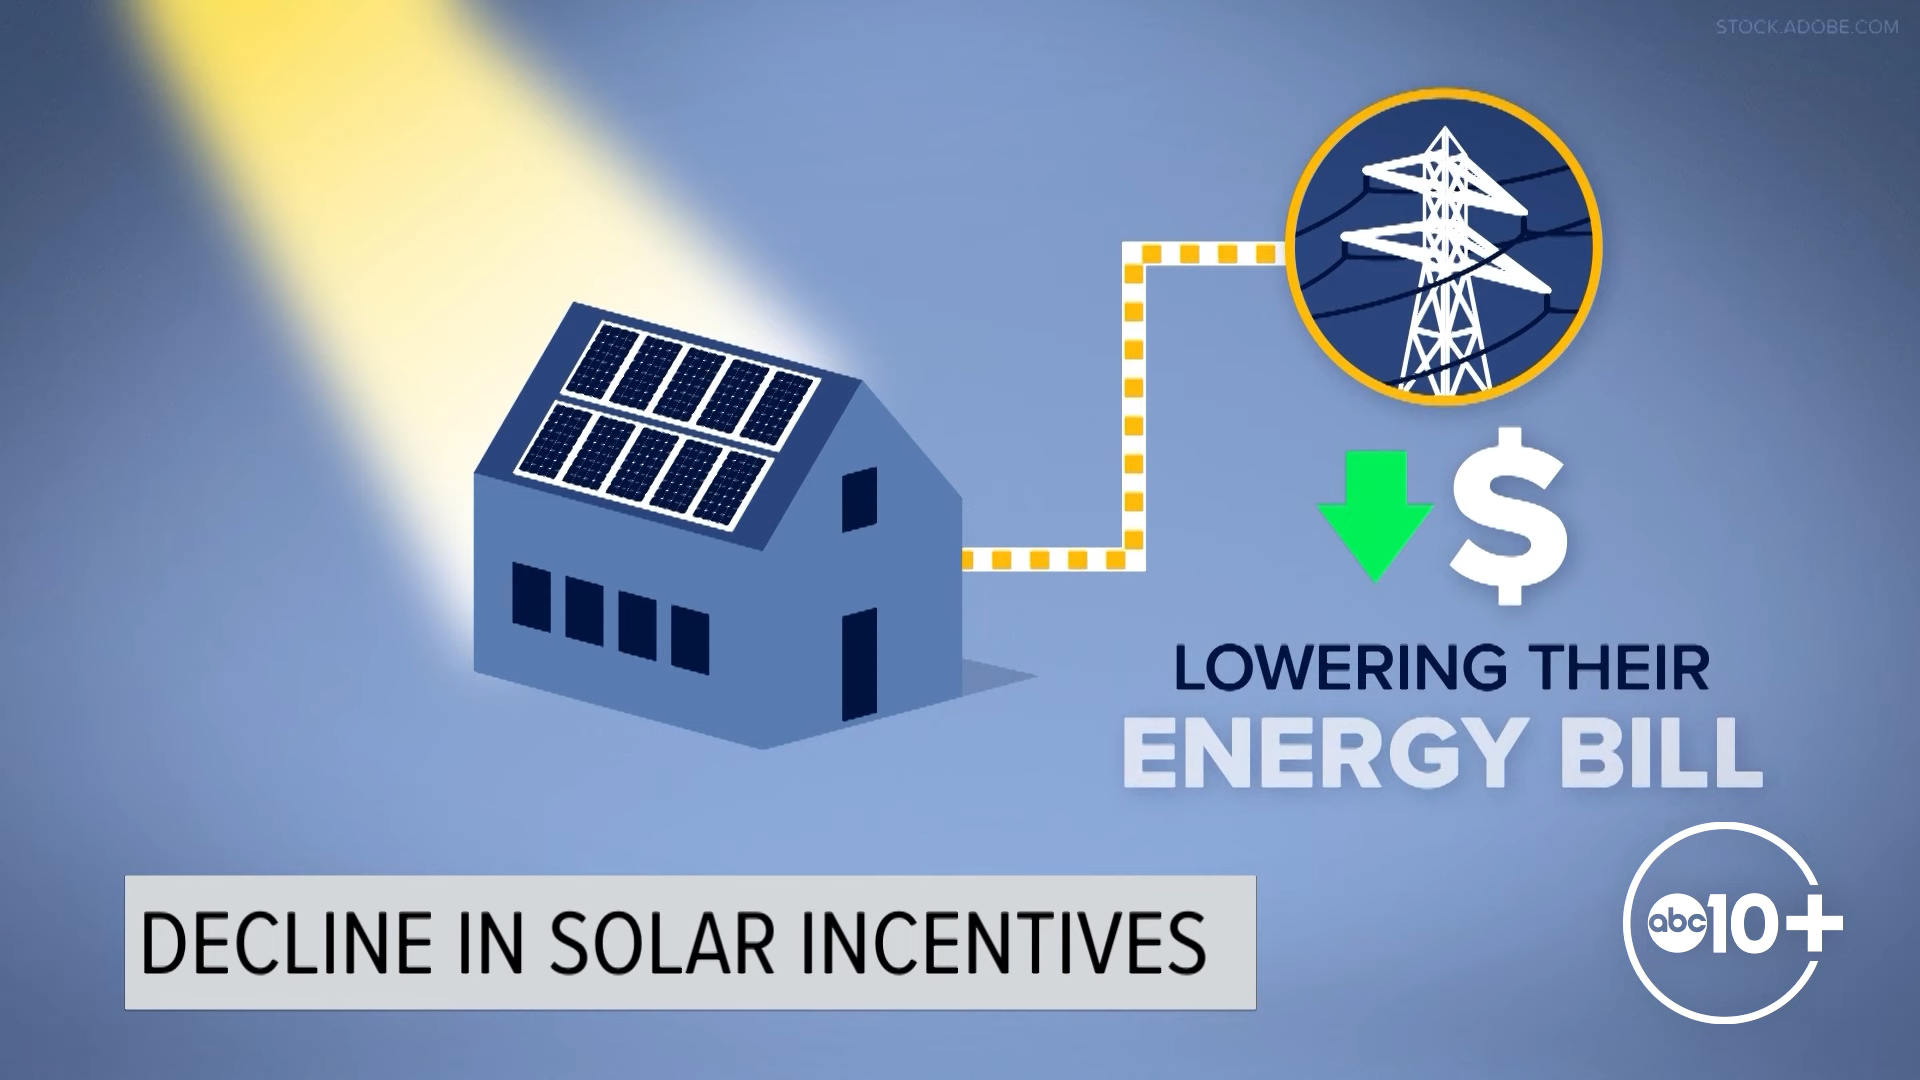 STOCK.ADOBE.COM
$
LOWERING THEIR
ENERGY BILL
DECLINE IN SOLAR INCENTIVES
abc10+